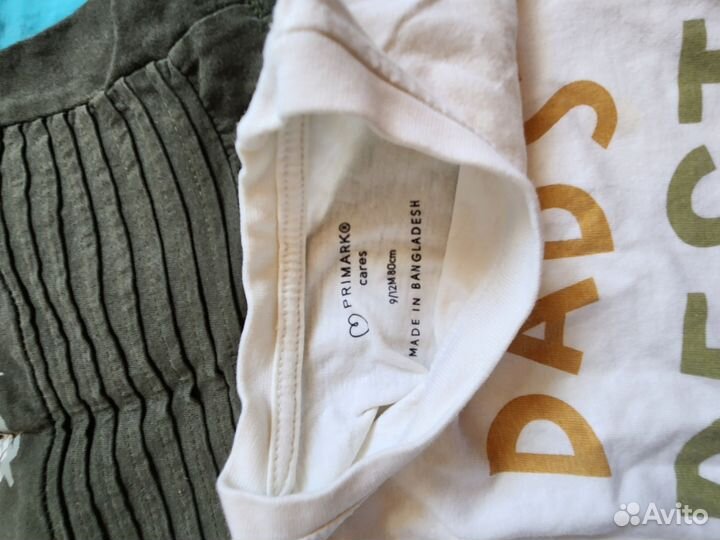 PRIMARK®
cares
9/12M 80cm
MADE IN BANGLADESH
DADS
Avito